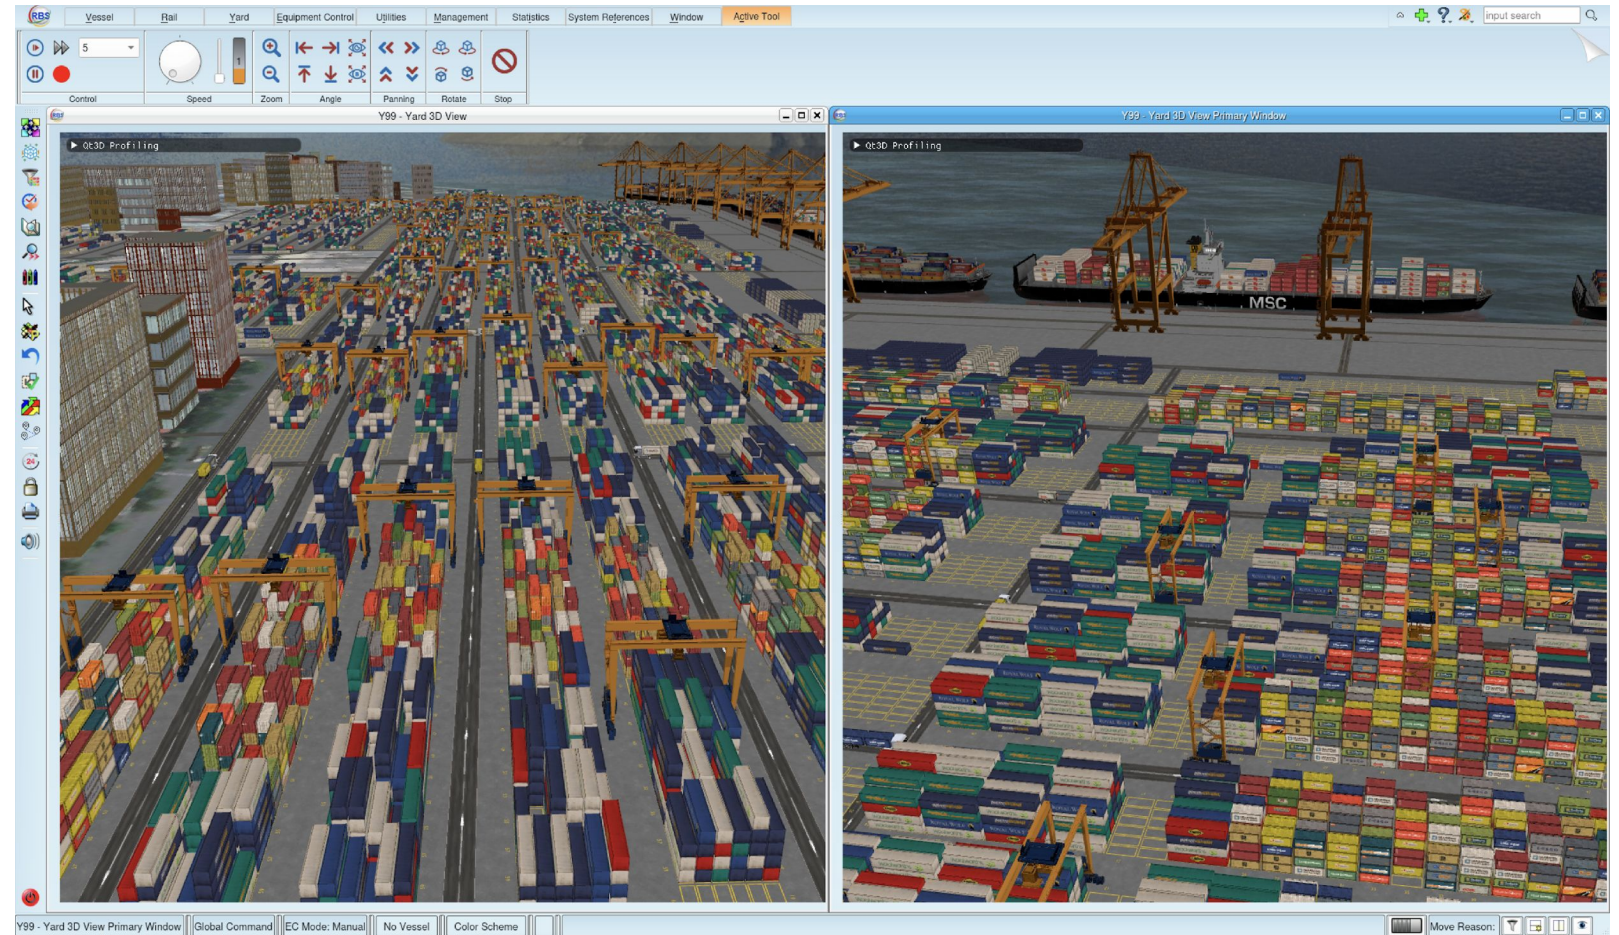 RBS
Vessel
Rail
Yard
Equipment Control
Utilities
Management
Statistics
System References
Window
Active Tool
input search
5
1
Control
Speed
Zoom
Angle
Panning
Rotate
Stop
Y99 - Yard 3D View
Y99 - Yard 3D View Primary Window
Qt3D Profiling
Qt3D Profiling
MSC
24
Y99 - Yard 3D View Primary Window
Global Command
EC Mode: Manual
No Vessel
Color Scheme
Move Reason: